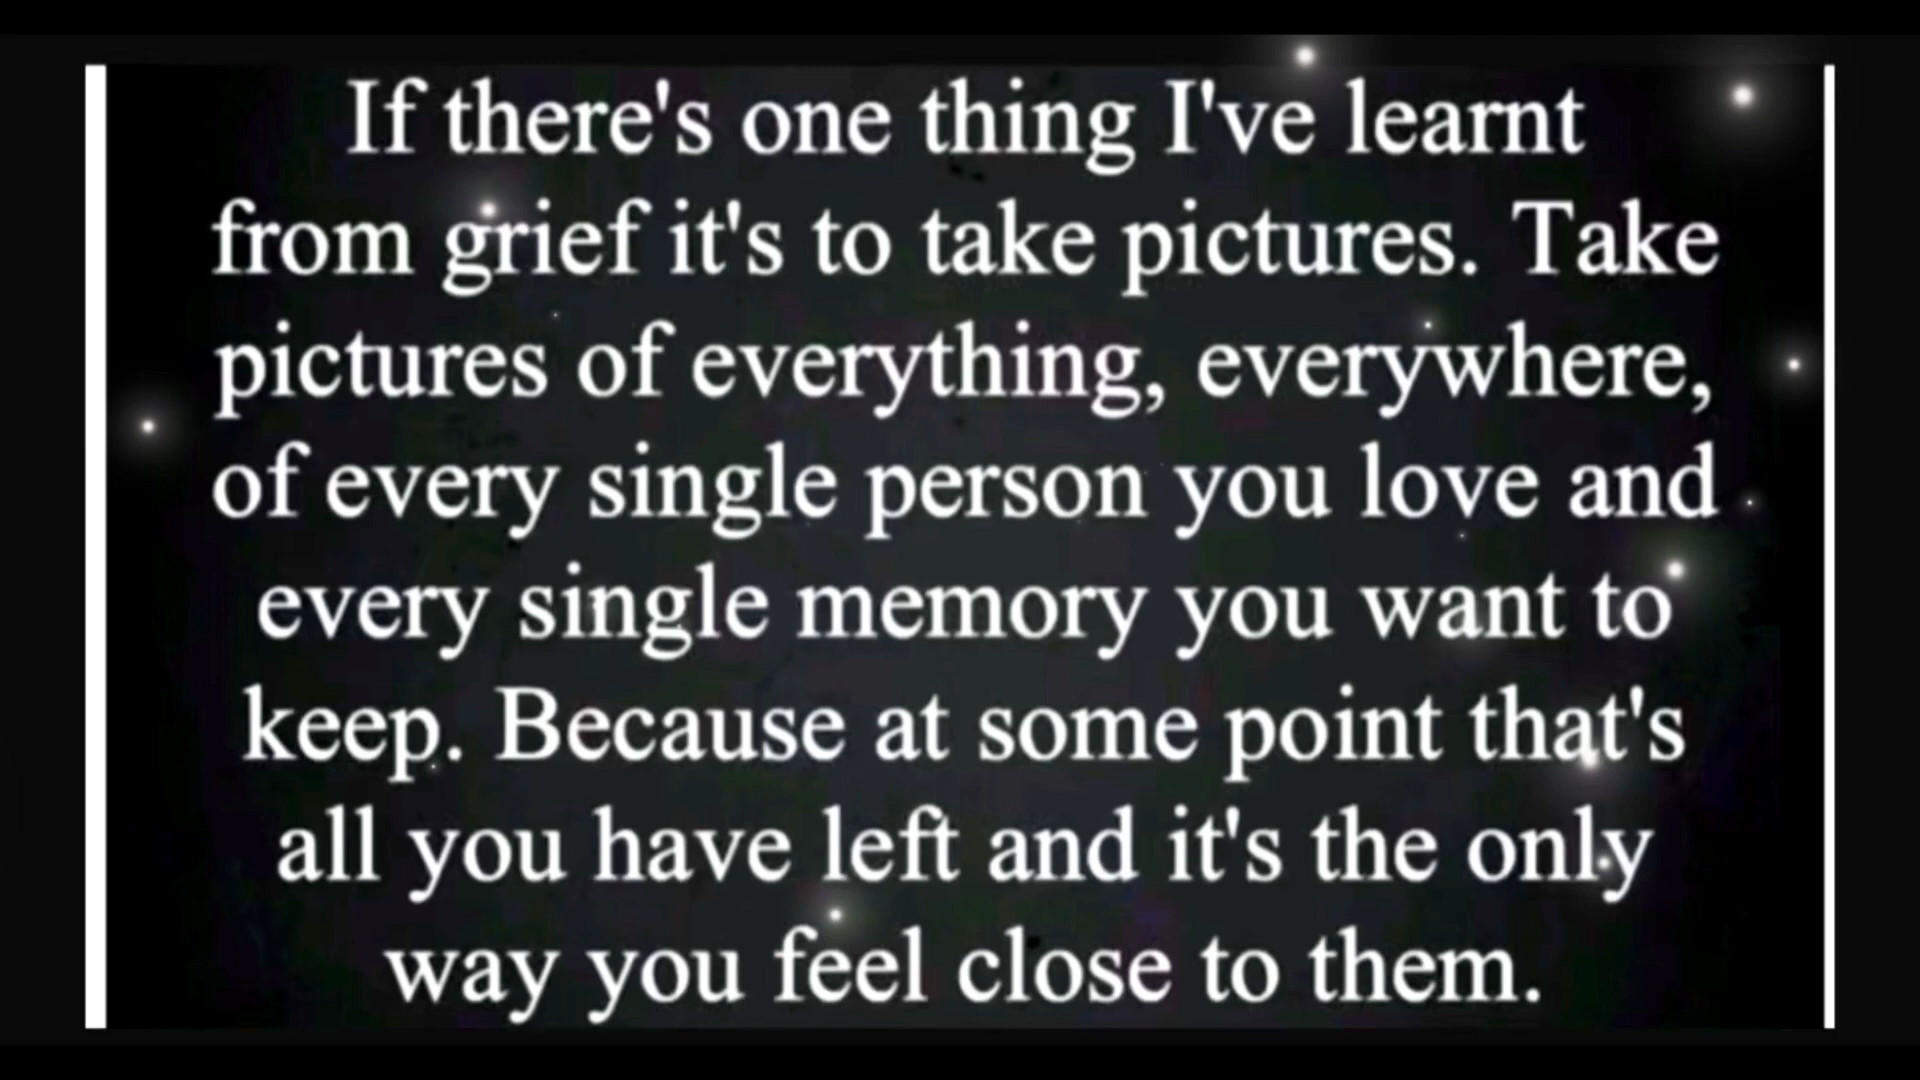 If there's one thing I've learnt
from grief it's to take pictures. Take
pictures of everything, everywhere,
of every single person you love and
every single memory you want to
keep. Because at some point that's
all you have left and it's the only
way you feel close to them.